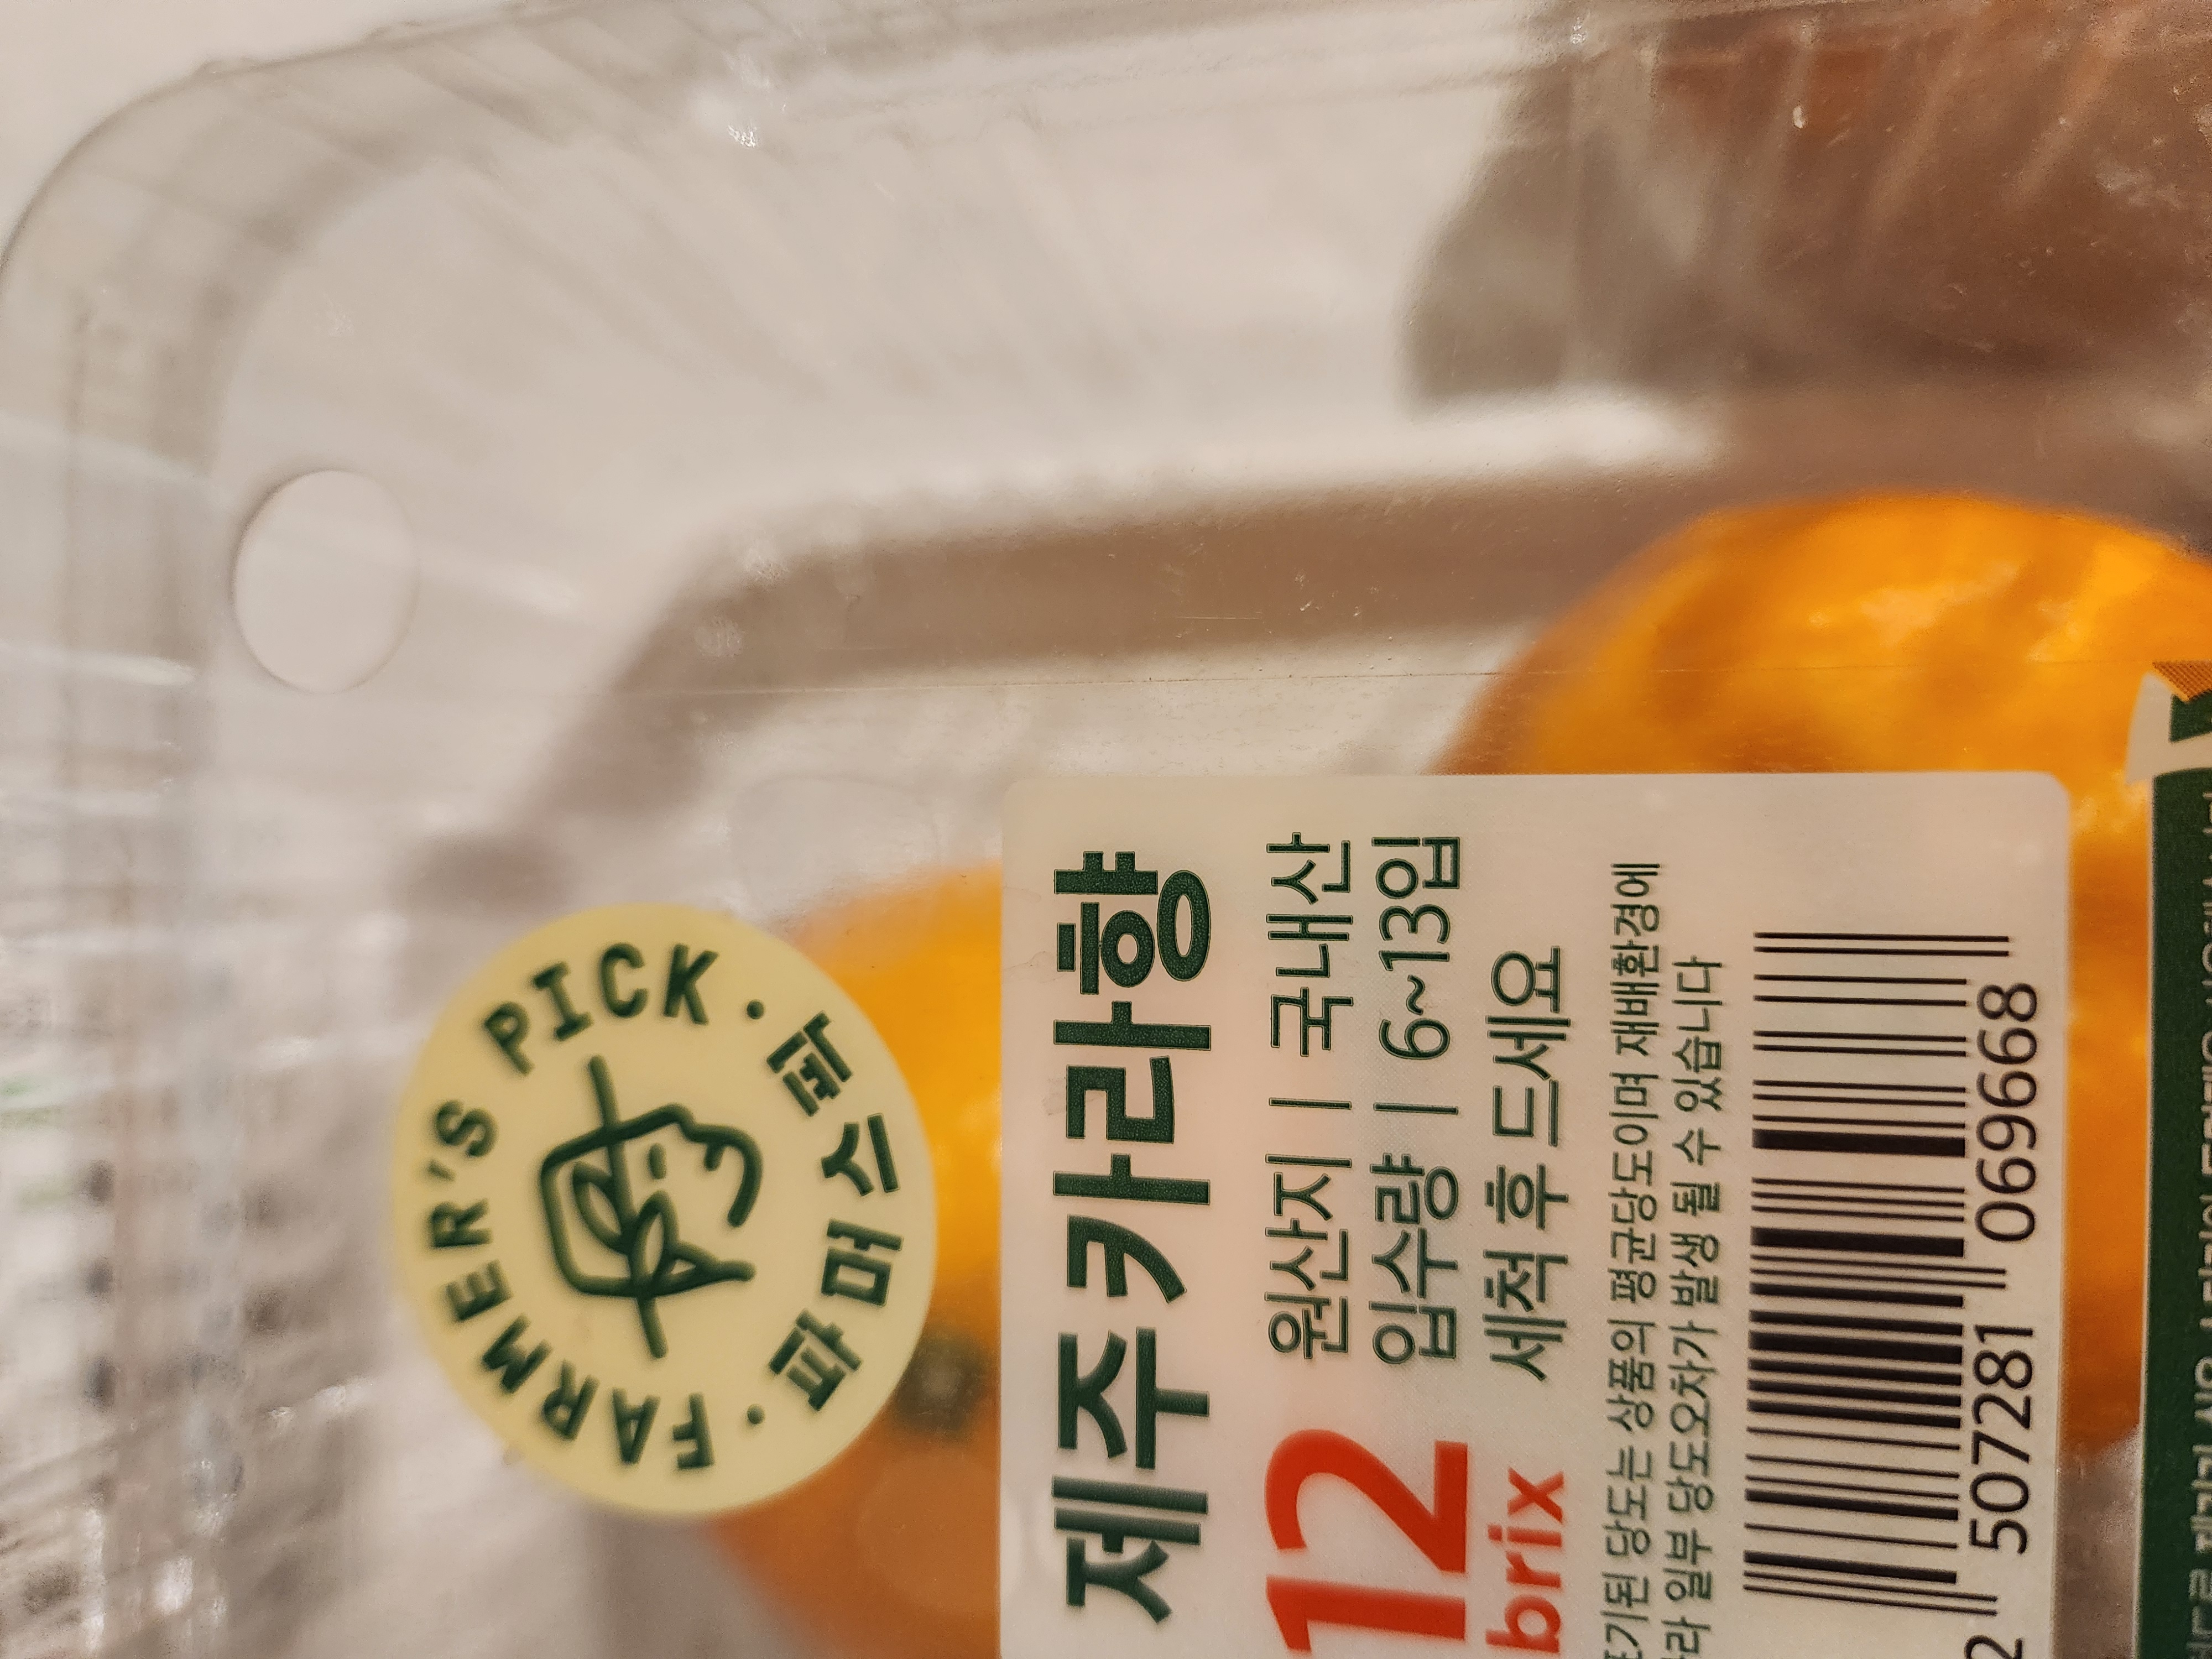 FARMER'S PICK
파머스픽
제주카라향
12
brix
원산지 | 국내산
입수량 | 6~13입
세척 후 드세요
표기된 당도는 상품의 평균당도이며 재배환경에
따라 일부 당도오차가 발생 될 수 있습니다
2 507281 069668